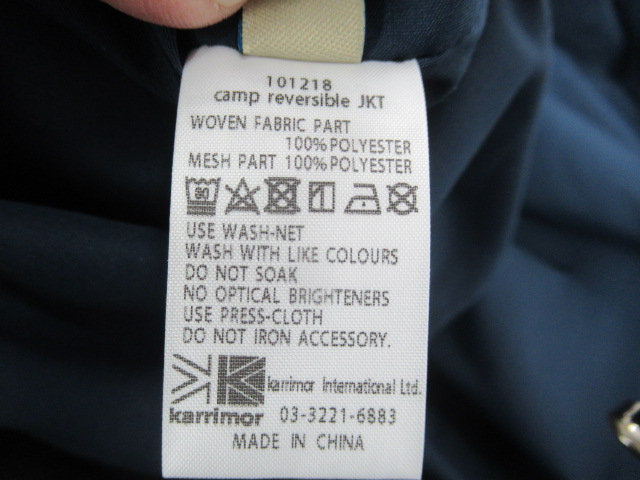 101218
camp reversible JKT
WOVEN FABRIC PART
100%POLYESTER
MESH PART 100%POLYESTER
30
USE WASH-NET
WASH WITH LIKE COLOURS
DO NOT SOAK
NO OPTICAL BRIGHTENERS
USE PRESS-CLOTH
DO NOT IRON ACCESSORY.
karrimor International Ltd.
karrimor 03-3221-6883
MADE IN CHINA